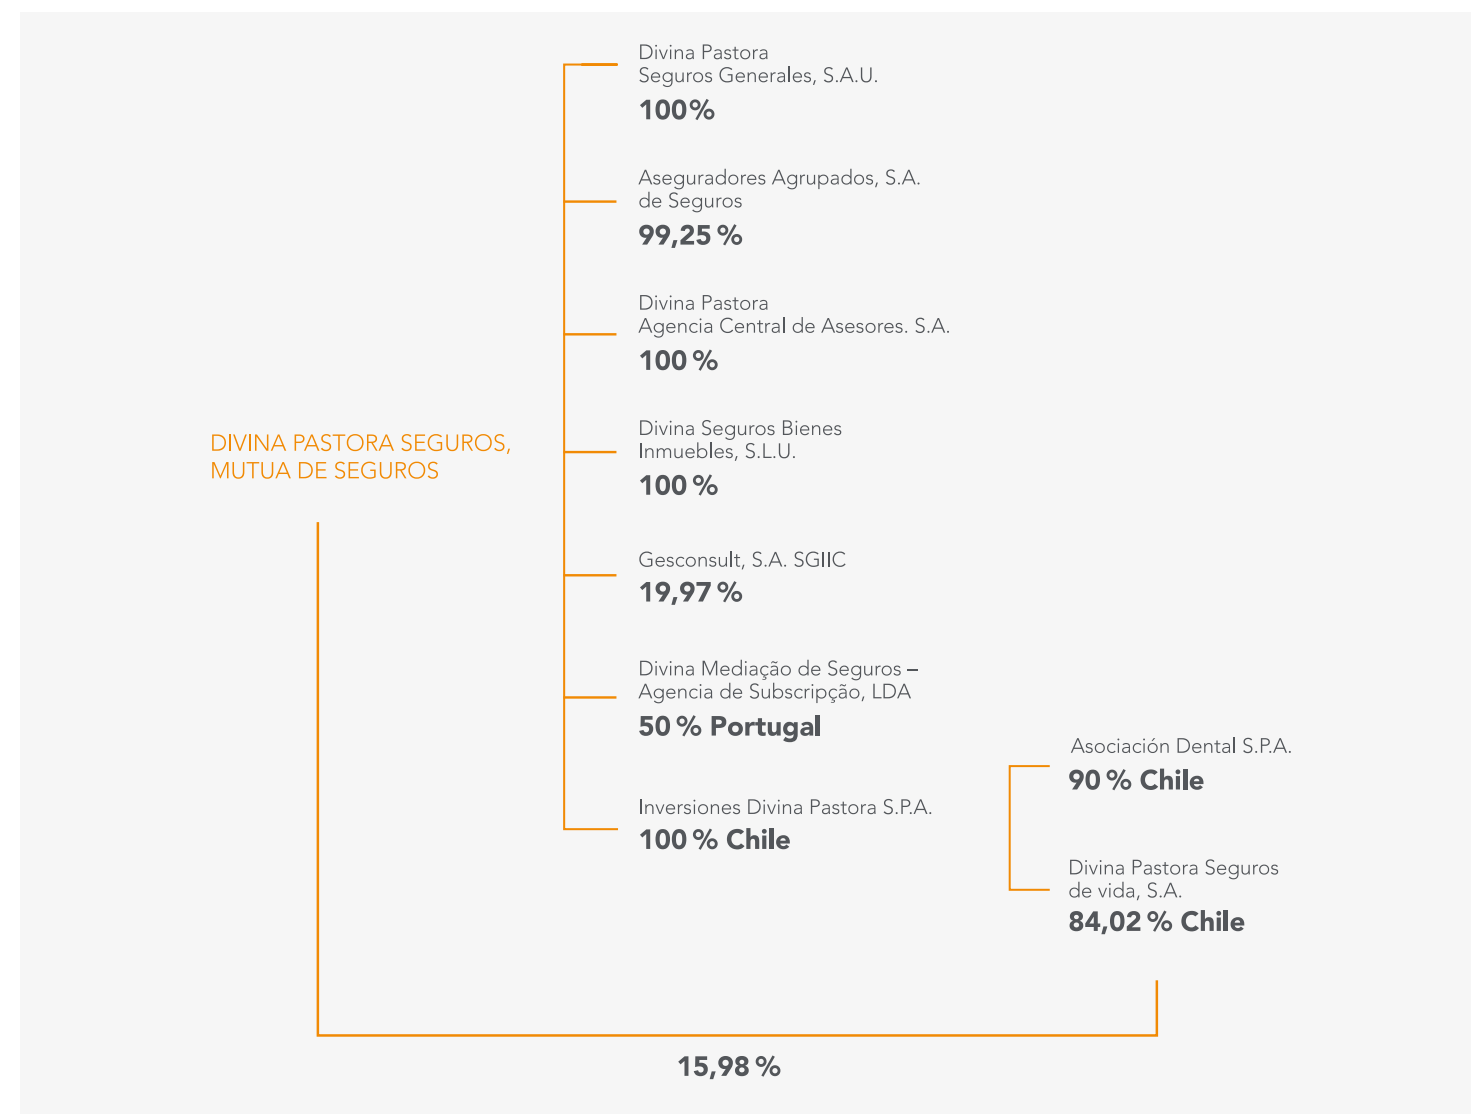 Divina Pastora
Seguros Generales, S.A.U.
100%
Aseguradores Agrupados, S.A.
de Seguros
99,25 %
Divina Pastora
Agencia Central de Asesores. S.A.
100 %
DIVINA PASTORA SEGUROS,
MUTUA DE SEGUROS
Divina Seguros Bienes
Inmuebles, S.L.U.
100 %
Gesconsult, S.A. SGIIC
19,97 %
Divina Mediação de Seguros –
Agencia de Subscripção, LDA
50 % Portugal
Inversiones Divina Pastora S.P.A.
100 % Chile
Asociación Dental S.P.A.
90 % Chile
Divina Pastora Seguros
de vida, S.A.
84,02 % Chile
15,98 %